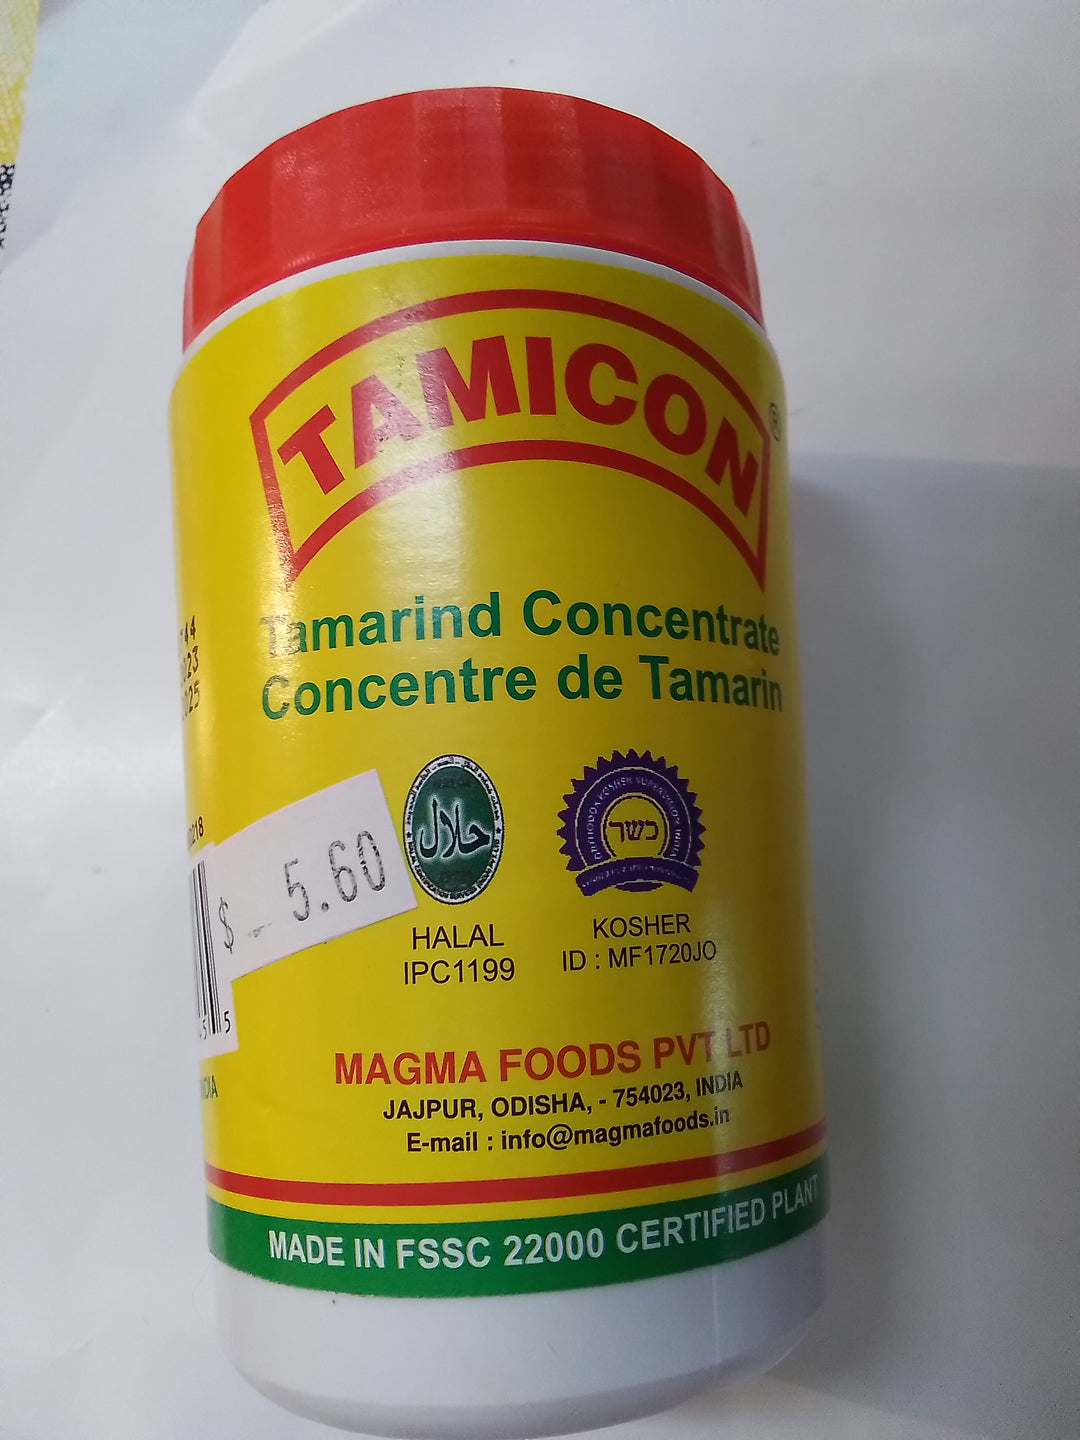 TAMICON
®
Tamarind Concentrate
Concentre de Tamarin
$ 5.60
حلال
HALAL
IPC1199
כשר
KOSHER
ID : MF1720JO
MAGMA FOODS PVT LTD
JAJPUR, ODISHA, - 754023, INDIA
E-mail : info@magmafoods.in
MADE IN FSSC 22000 CERTIFIED PLANT